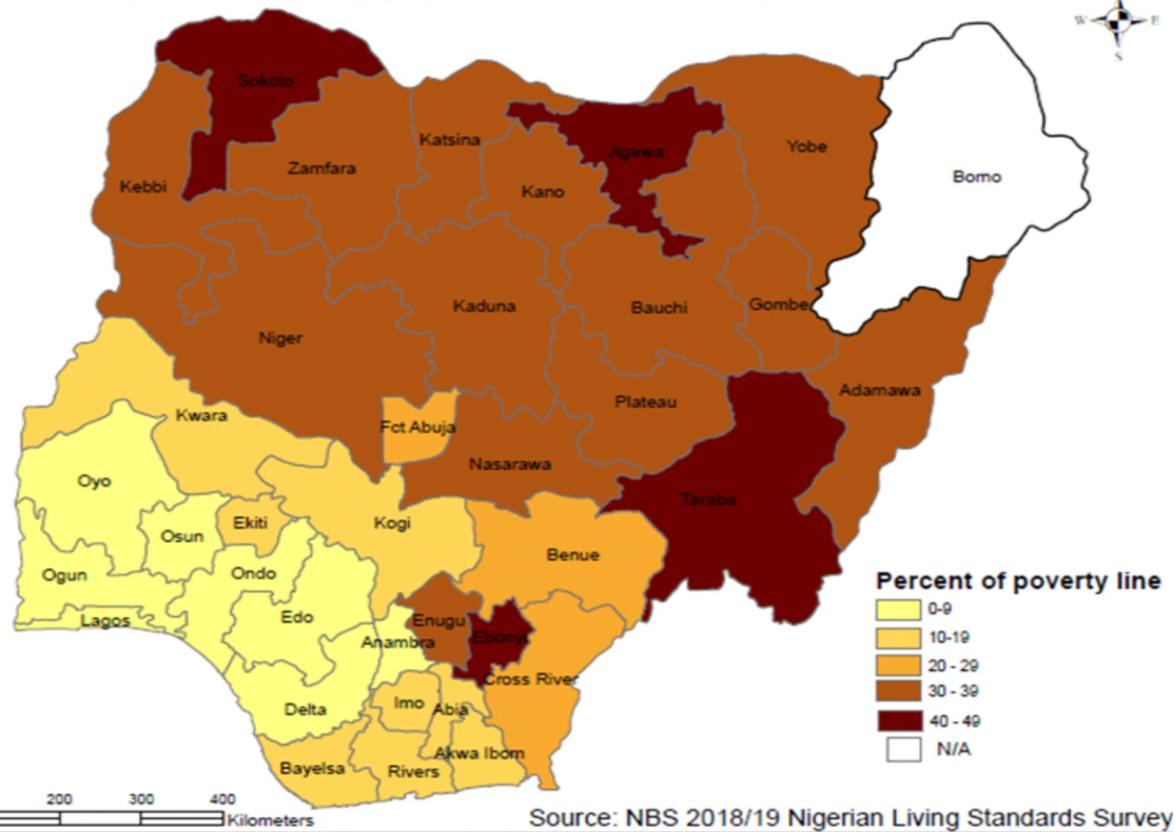 W E
S
Sokoto
Katsina
Jigawa
Yobe
Zamfara
Kebbi
Kano
Borno
Kaduna
Bauchi
Gombe
Niger
Adamawa
Plateau
Kwara
Fct Abuja
Nasarawa
Oyo
Taraba
Ekiti
Kogi
Osun
Benue
Ogun
Ondo
Edo
Lagos
Enugu
Ebonyi
Anambra
Cross River
Imo
Abia
Delta
Akwa Ibom
Bayelsa
Rivers
Percent of poverty line
0-9
10-19
20 - 29
30 - 39
40 - 49
N/A
200 300 400
Kilometers
Source: NBS 2018/19 Nigerian Living Standards Survey